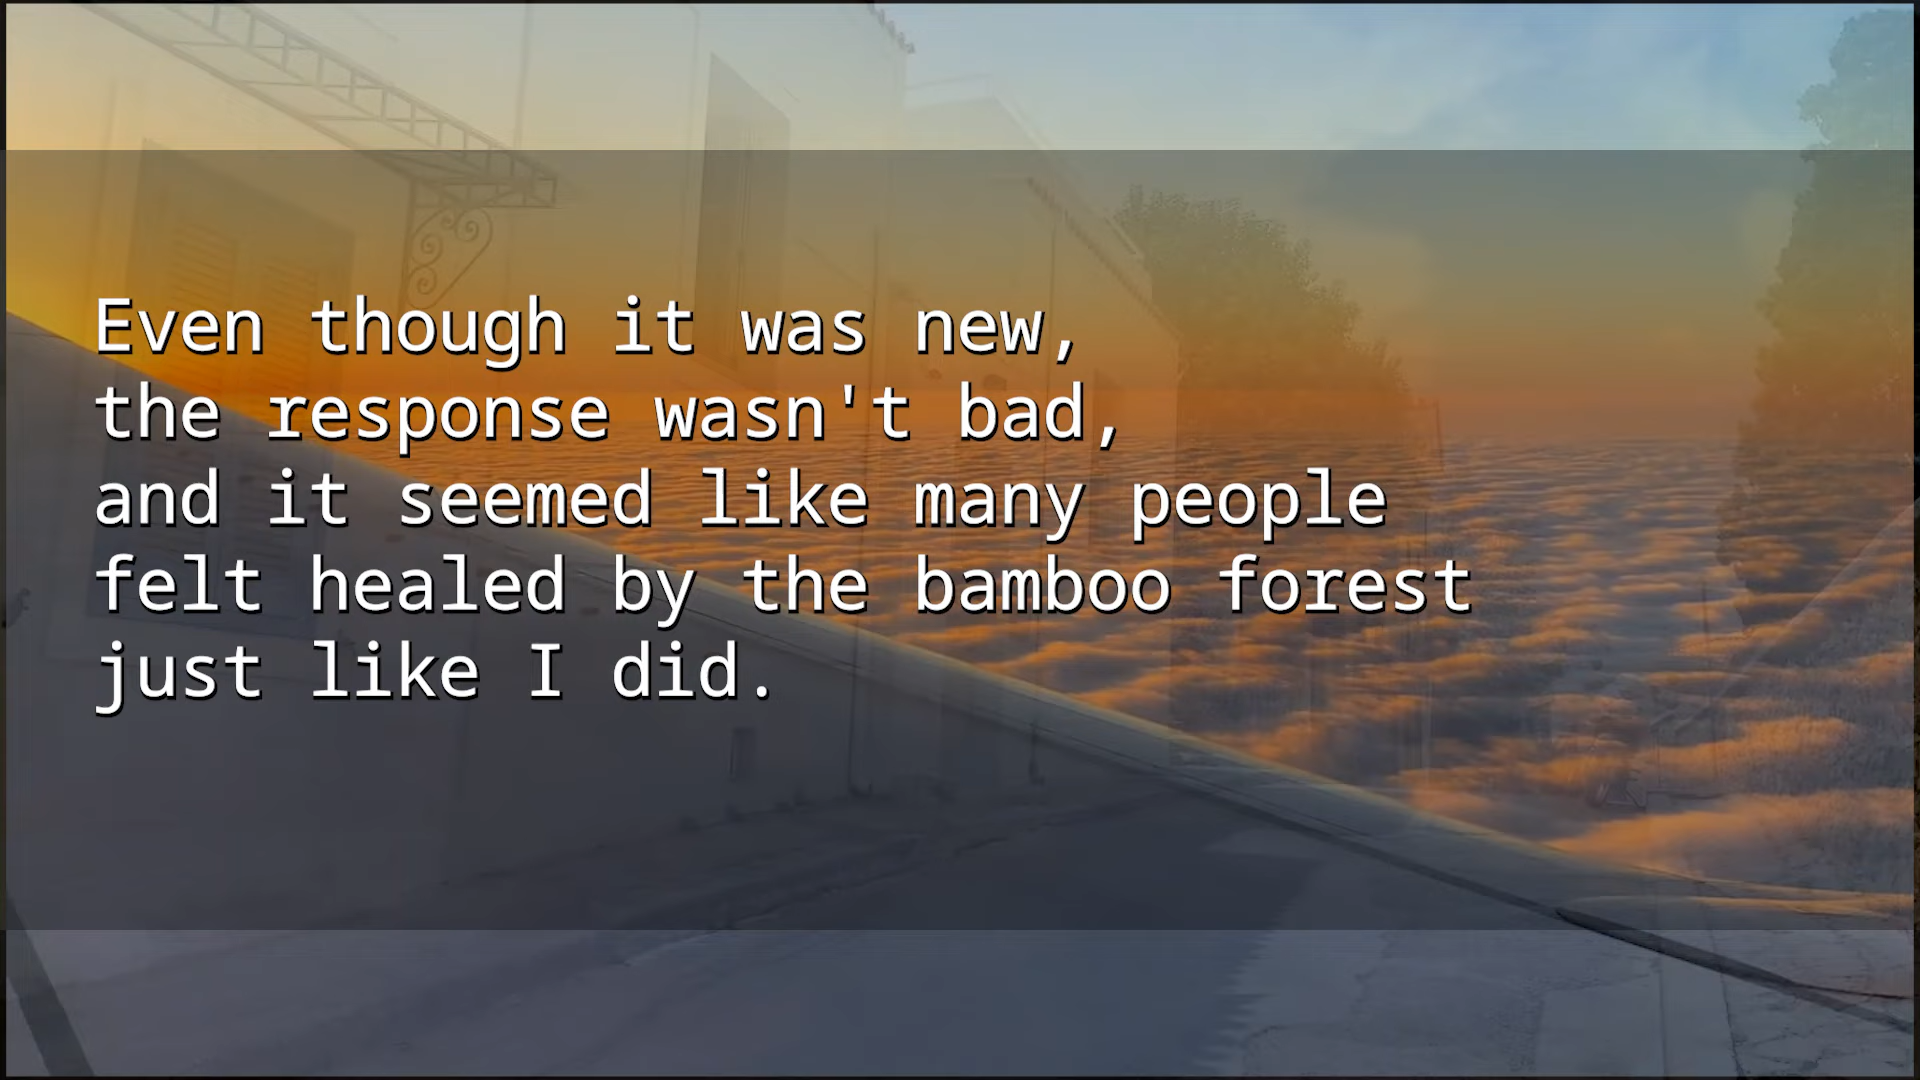 Even though it was new,
the response wasn't bad,
and it seemed like many people
felt healed by the bamboo forest
just like I did.